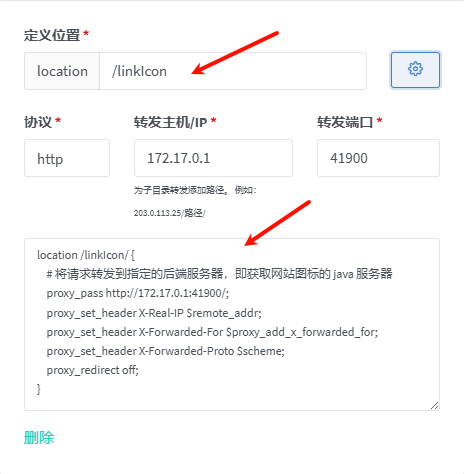 定义位置 *
location /linkIcon
协议 * 转发主机/IP * 转发端口 *
http 172.17.0.1 41900
为子目录转发添加路径。 例如:
203.0.113.25/路径/
location /linkIcon/ {
# 将请求转发到指定的后端服务器，即获取网站图标的 java 服务器
proxy_pass http://172.17.0.1:41900/;
proxy_set_header X-Real-IP $remote_addr;
proxy_set_header X-Forwarded-For $proxy_add_x_forwarded_for;
proxy_set_header X-Forwarded-Proto $scheme;
proxy_redirect off;
}
删除